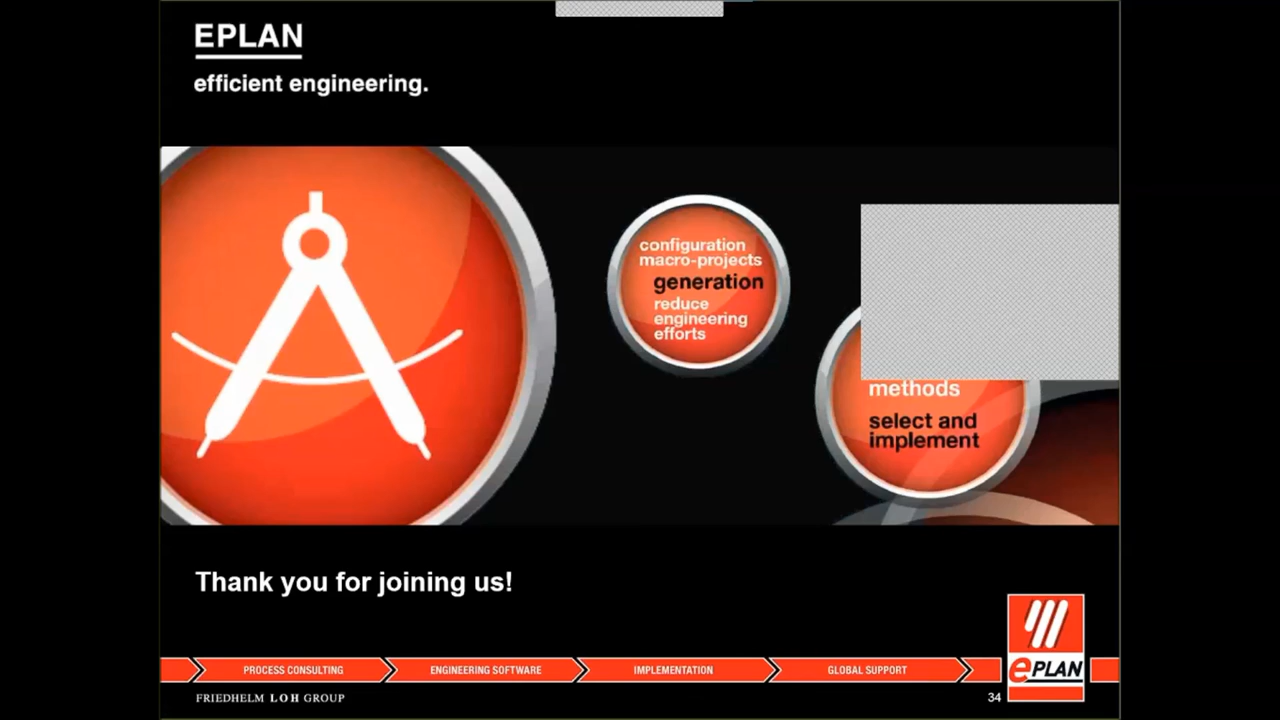 EPLAN
efficient engineering.
configuration
macro-projects
generation
reduce
engineering
efforts
methods
select and
implement
Thank you for joining us!
PROCESS CONSULTING
ENGINEERING SOFTWARE
IMPLEMENTATION
GLOBAL SUPPORT
FRIEDHELM LOH GROUP
34
ePLAN